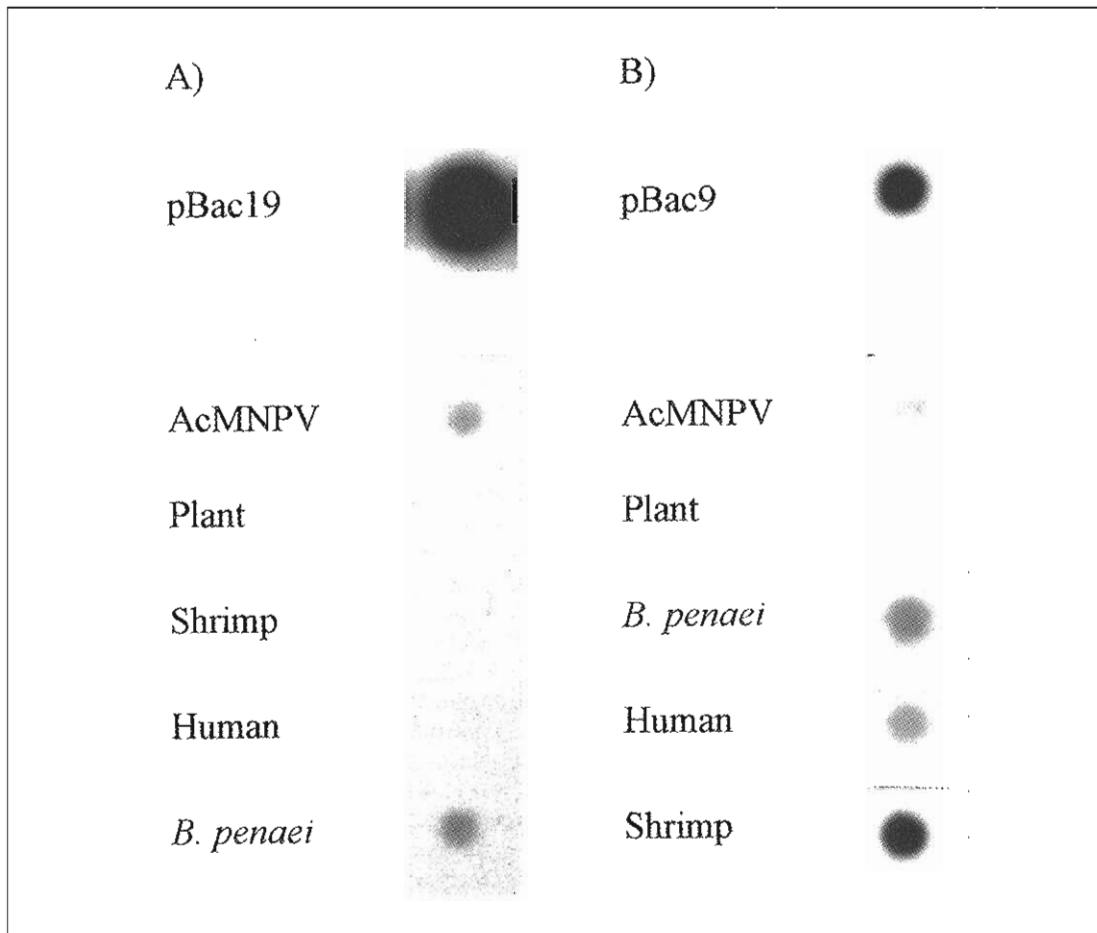 A)
pBac19
AcMNPV
Plant
Shrimp
Human
B. penaei
B)
pBac9
AcMNPV
Plant
B. penaei
Human
Shrimp